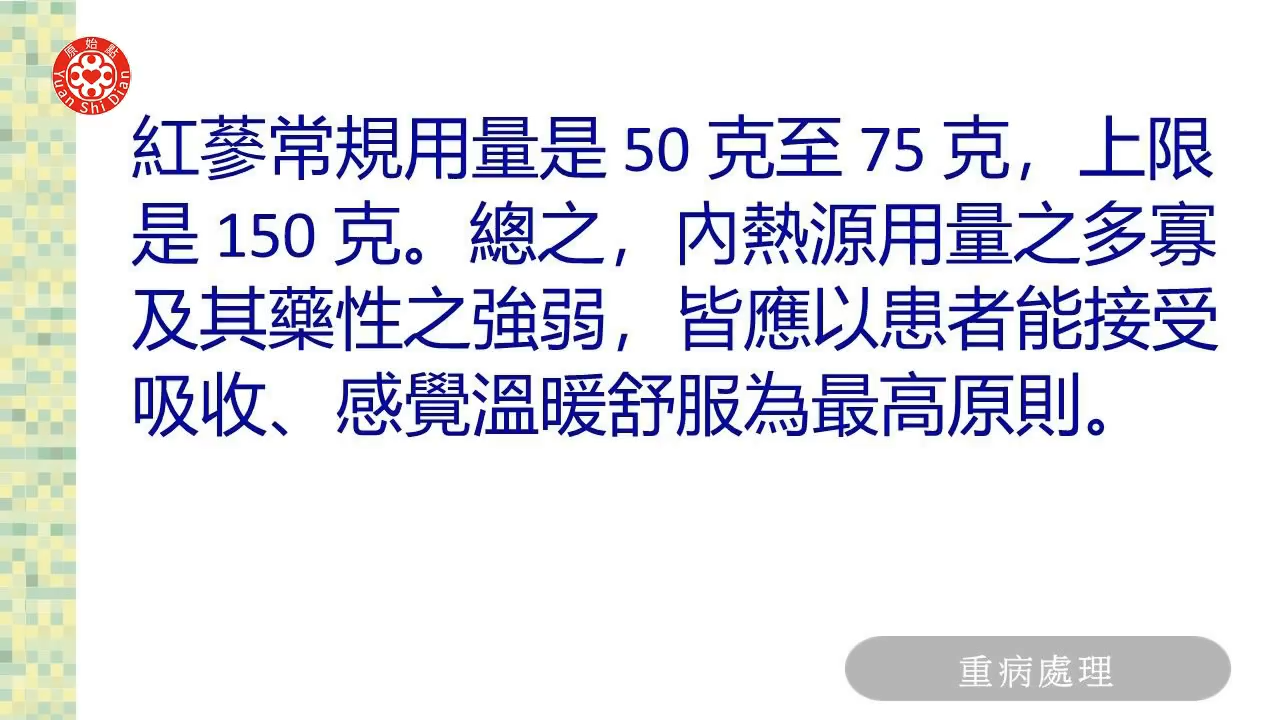 原始點
Yuan Shi Dian
紅蔘常規用量是 50 克至 75 克，上限
是 150 克。總之，內熱源用量之多寡
及其藥性之強弱，皆應以患者能接受
吸收、感覺溫暖舒服為最高原則。
重病處理